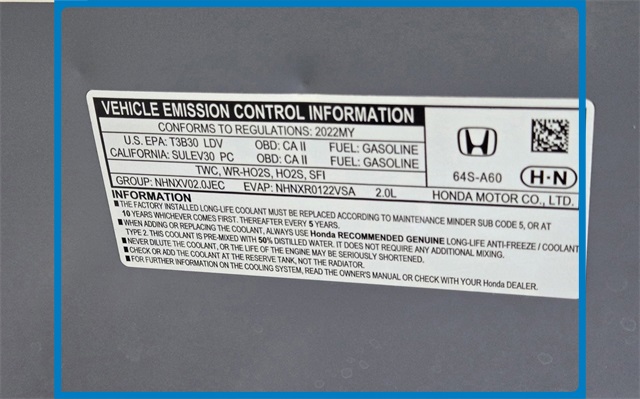 VEHICLE EMISSION CONTROL INFORMATION
CONFORMS TO REGULATIONS: 2022MY
U.S. EPA: T3B30 LDV OBD: CA II FUEL: GASOLINE
CALIFORNIA: SULEV30 PC OBD: CA II FUEL: GASOLINE
TWC, WR-HO2S, HO2S, SFI
GROUP: NHNXV02.0JEC EVAP: NHNXR0122VSA 2.0L
64S-A60
H·N
HONDA MOTOR CO., LTD.
INFORMATION
■THE FACTORY INSTALLED LONG-LIFE COOLANT MUST BE REPLACED ACCORDING TO MAINTENANCE MINDER SUB CODE 5, OR AT
10 YEARS WHICHEVER COMES FIRST. THEREAFTER EVERY 5 YEARS.
■WHEN ADDING OR REPLACING THE COOLANT, ALWAYS USE Honda RECOMMENDED GENUINE LONG-LIFE ANTI-FREEZE / COOLANT
TYPE 2. THIS COOLANT IS PRE-MIXED WITH 50% DISTILLED WATER. IT DOES NOT REQUIRE ANY ADDITIONAL MIXING.
■NEVER DILUTE THE COOLANT, OR THE LIFE OF THE ENGINE MAY BE SERIOUSLY SHORTENED.
■CHECK OR ADD THE COOLANT AT THE RESERVE TANK, NOT THE RADIATOR.
■FOR FURTHER INFORMATION ON THE COOLING SYSTEM, READ THE OWNER'S MANUAL OR CHECK WITH YOUR Honda DEALER.